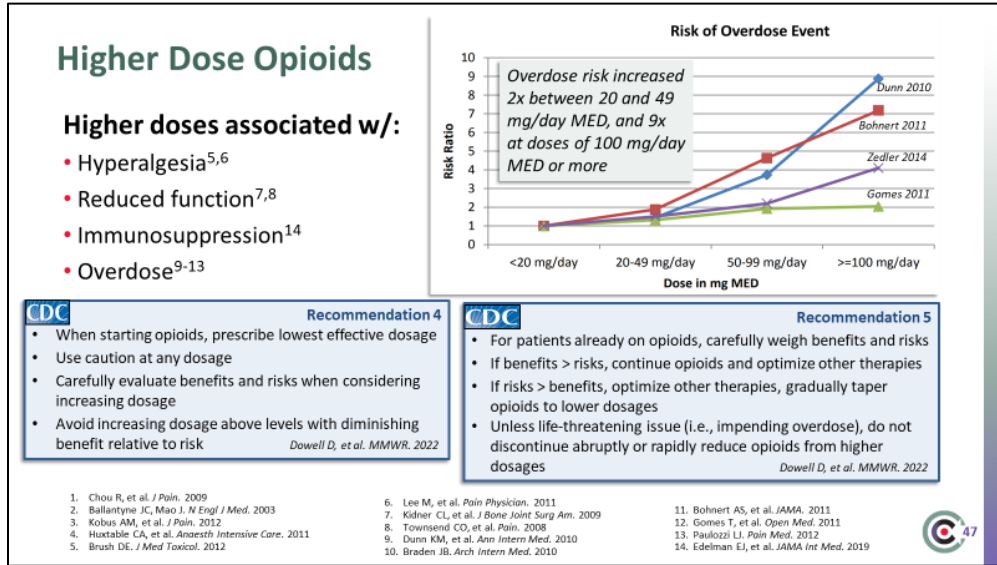 Higher Dose Opioids
Higher doses associated w/:
• Hyperalgesia5,6
• Reduced function7,8
• Immunosuppression14
• Overdose9-13
Risk of Overdose Event
Risk Ratio
10
9
8
7
6
5
4
3
2
1
0
Overdose risk increased
2x between 20 and 49
mg/day MED, and 9x
at doses of 100 mg/day
MED or more
Dunn 2010
Bohnert 2011
Zedler 2014
Gomes 2011
<20 mg/day 20-49 mg/day 50-99 mg/day >=100 mg/day
Dose in mg MED
CDC
Recommendation 4
• When starting opioids, prescribe lowest effective dosage
• Use caution at any dosage
• Carefully evaluate benefits and risks when considering
increasing dosage
• Avoid increasing dosage above levels with diminishing
benefit relative to risk Dowell D, et al. MMWR. 2022
CDC
Recommendation 5
• For patients already on opioids, carefully weigh benefits and risks
• If benefits > risks, continue opioids and optimize other therapies
• If risks > benefits, optimize other therapies, gradually taper
opioids to lower dosages
• Unless life-threatening issue (i.e., impending overdose), do not
discontinue abruptly or rapidly reduce opioids from higher
dosages Dowell D, et al. MMWR. 2022
1. Chou R, et al. J Pain. 2009
2. Ballantyne JC, Mao J. N Engl J Med. 2003
3. Kobus AM, et al. J Pain. 2012
4. Huxtable CA, et al. Anaesth Intensive Care. 2011
5. Brush DE. J Med Toxicol. 2012
6. Lee M, et al. Pain Physician. 2011
7. Kidner CL, et al. J Bone Joint Surg Am. 2009
8. Townsend CO, et al. Pain. 2008
9. Dunn KM, et al. Ann Intern Med. 2010
10. Braden JB. Arch Intern Med. 2010
11. Bohnert AS, et al. JAMA. 2011
12. Gomes T, et al. Open Med. 2011
13. Paulozzi LJ. Pain Med. 2012
14. Edelman EJ, et al. JAMA Int Med. 2019
47